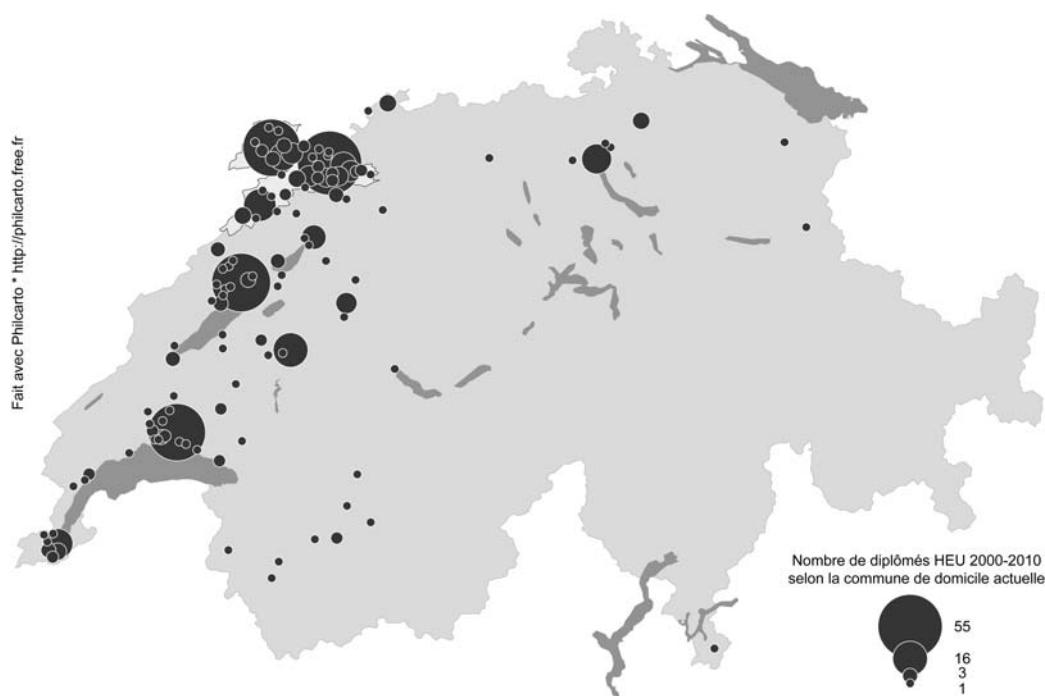 Fait avec Philcarto * http://philcarto.free.fr
Nombre de diplômés HEU 2000-2010
selon la commune de domicile actuelle
55
16
3
1